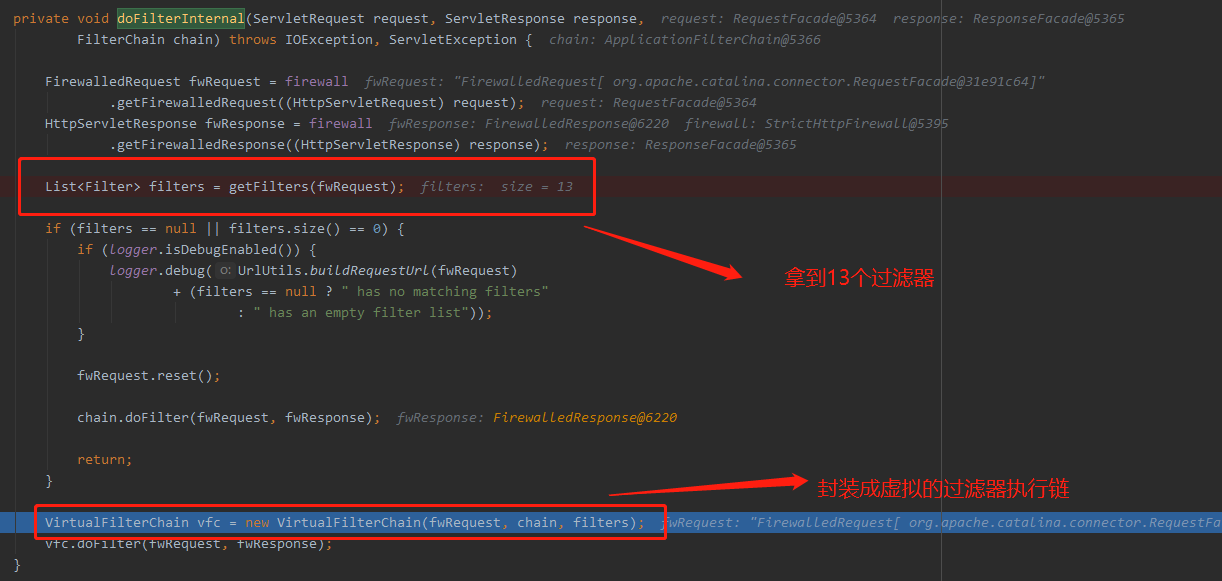 private void doFilterInternal(ServletRequest request, ServletResponse response,  request: RequestFacade@5364  response: ResponseFacade@5365
        FilterChain chain) throws IOException, ServletException {  chain: ApplicationFilterChain@5366
    FirewalledRequest fwRequest = firewall  fwRequest: "FirewalledRequest[ org.apache.catalina.connector.RequestFacade@31e91c64]"
            .getFirewalledRequest((HttpServletRequest) request);  request: RequestFacade@5364
    HttpServletResponse fwResponse = firewall  fwResponse: FirewalledResponse@6220  firewall: StrictHttpFirewall@5395
            .getFirewalledResponse((HttpServletResponse) response);  response: ResponseFacade@5365
    List<Filter> filters = getFilters(fwRequest);  filters:  size = 13
    if (filters == null || filters.size() == 0) {
        if (logger.isDebugEnabled()) {
            logger.debug( o: UrlUtils.buildRequestUrl(fwRequest)
拿到13个过滤器
                    + (filters == null ? " has no matching filters"
                            : " has an empty filter list"));
        }
        fwRequest.reset();
        chain.doFilter(fwRequest, fwResponse);  fwResponse: FirewalledResponse@6220
        return;
    }
封装成虚拟的过滤器执行链
    VirtualFilterChain vfc = new VirtualFilterChain(fwRequest, chain, filters);  fwRequest: "FirewalledRequest[ org.apache.catalina.connector.RequestFa
    vfc.doFilter(fwRequest, fwResponse);
}